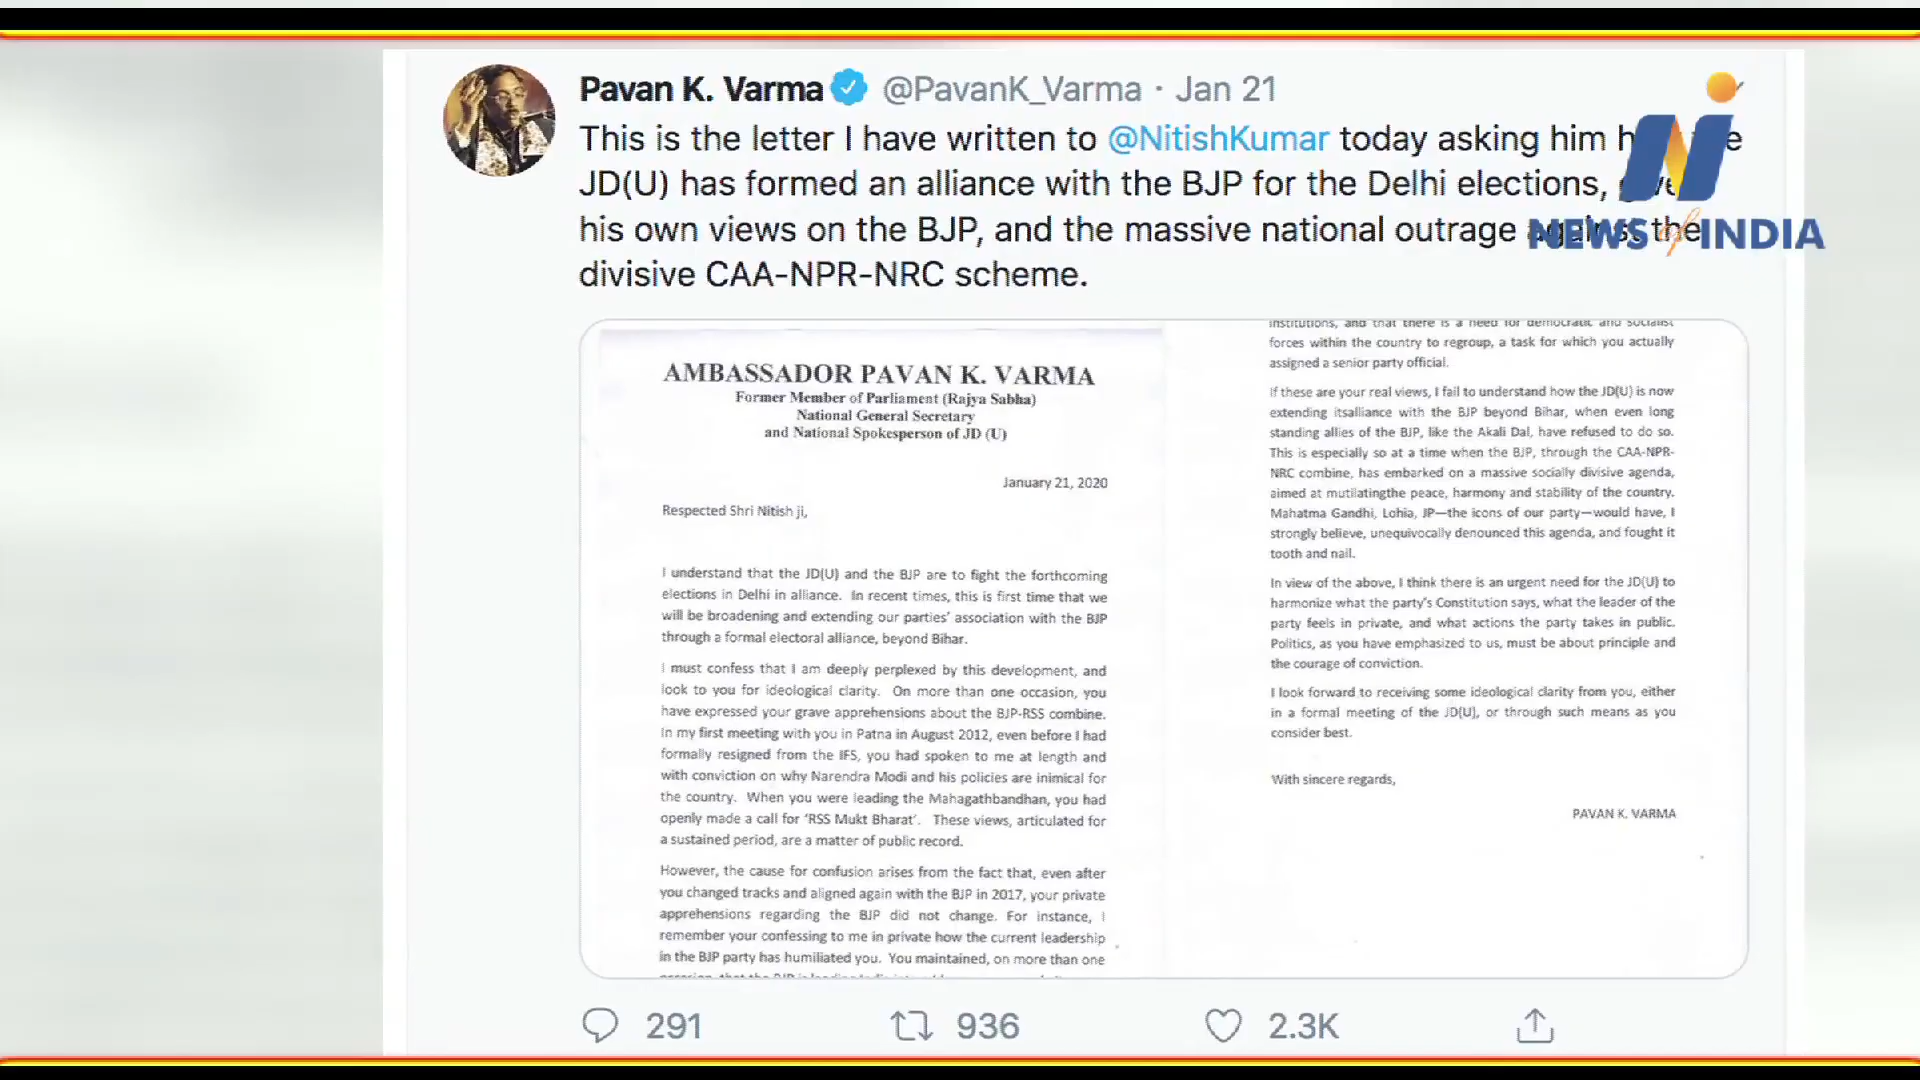 Pavan K. Varma @PavanK_Varma · Jan 21
This is the letter I have written to @NitishKumar today asking him
JD(U) has formed an alliance with the BJP for the Delhi elections,
his own views on the BJP, and the massive national outrage against the
divisive CAA-NPR-NRC scheme.
NEWS of INDIA
AMBASSADOR PAVAN K. VARMA
Former Member of Parliament (Rajya Sabha)
National General Secretary
and National Spokesperson of JD (U)
January 21, 2020
Respected Shri Nitish ji,
I understand that the JD(U) and the BJP are to fight the forthcoming
elections in Delhi in alliance. In recent times, this is first time that we
will be broadening and extending our parties' association with the BJP
through a formal electoral alliance, beyond Bihar.
I must confess that I am deeply perplexed by this development, and
look to you for ideological clarity. On more than one occasion, you
have expressed your grave apprehensions about the BJP-RSS combine.
In my first meeting with you in Patna in August 2012, even before I had
formally resigned from the IFS, you had spoken to me at length and
with conviction on why Narendra Modi and his policies are inimical for
the country. When you were leading the Mahagathbandhan, you had
openly made a call for 'RSS Mukt Bharat'. These views, articulated for
a sustained period, are a matter of public record.
However, the cause for confusion arises from the fact that, even after
you changed tracks and aligned again with the BJP in 2017, your private
apprehensions regarding the BJP did not change. For instance, I
remember your confessing to me in private how the current leadership
in the BJP party has humiliated you. You maintained, on more than one
institutions, and that there is a need for democratic and socialist
forces within the country to regroup, a task for which you actually
assigned a senior party official.
If these are your real views, I fail to understand how the JD(U) is now
extending itsalliance with the BJP beyond Bihar, when even long
standing allies of the BJP, like the Akali Dal, have refused to do so.
This is especially so at a time when the BJP, through the CAA-NPR-
NRC combine, has embarked on a massive socially divisive agenda,
aimed at mutilatingthe peace, harmony and stability of the country.
Mahatma Gandhi, Lohia, JP—the icons of our party—would have, I
strongly believe, unequivocally denounced this agenda, and fought it
tooth and nail.
In view of the above, I think there is an urgent need for the JD(U) to
harmonize what the party's Constitution says, what the leader of the
party feels in private, and what actions the party takes in public.
Politics, as you have emphasized to us, must be about principle and
the courage of conviction.
I look forward to receiving some ideological clarity from you, either
in a formal meeting of the JD(U), or through such means as you
consider best.
With sincere regards,
PAVAN K. VARMA
291 936 2.3K